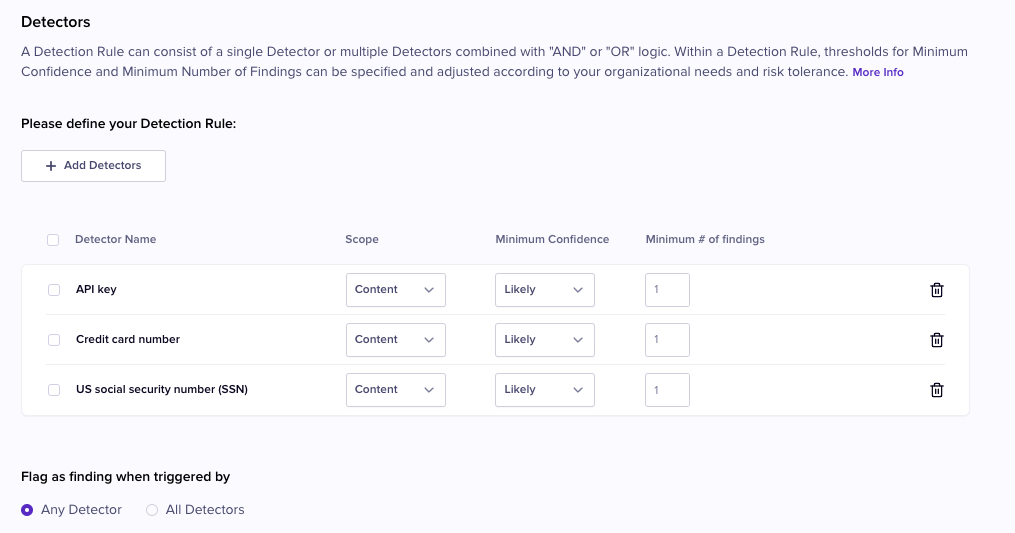 Detectors
A Detection Rule can consist of a single Detector or multiple Detectors combined with "AND" or "OR" logic. Within a Detection Rule, thresholds for Minimum
Confidence and Minimum Number of Findings can be specified and adjusted according to your organizational needs and risk tolerance. More Info
Please define your Detection Rule:
+ Add Detectors
Detector Name Scope Minimum Confidence Minimum # of findings
API key Content Likely 1
Credit card number Content Likely 1
US social security number (SSN) Content Likely 1
Flag as finding when triggered by
Any Detector All Detectors